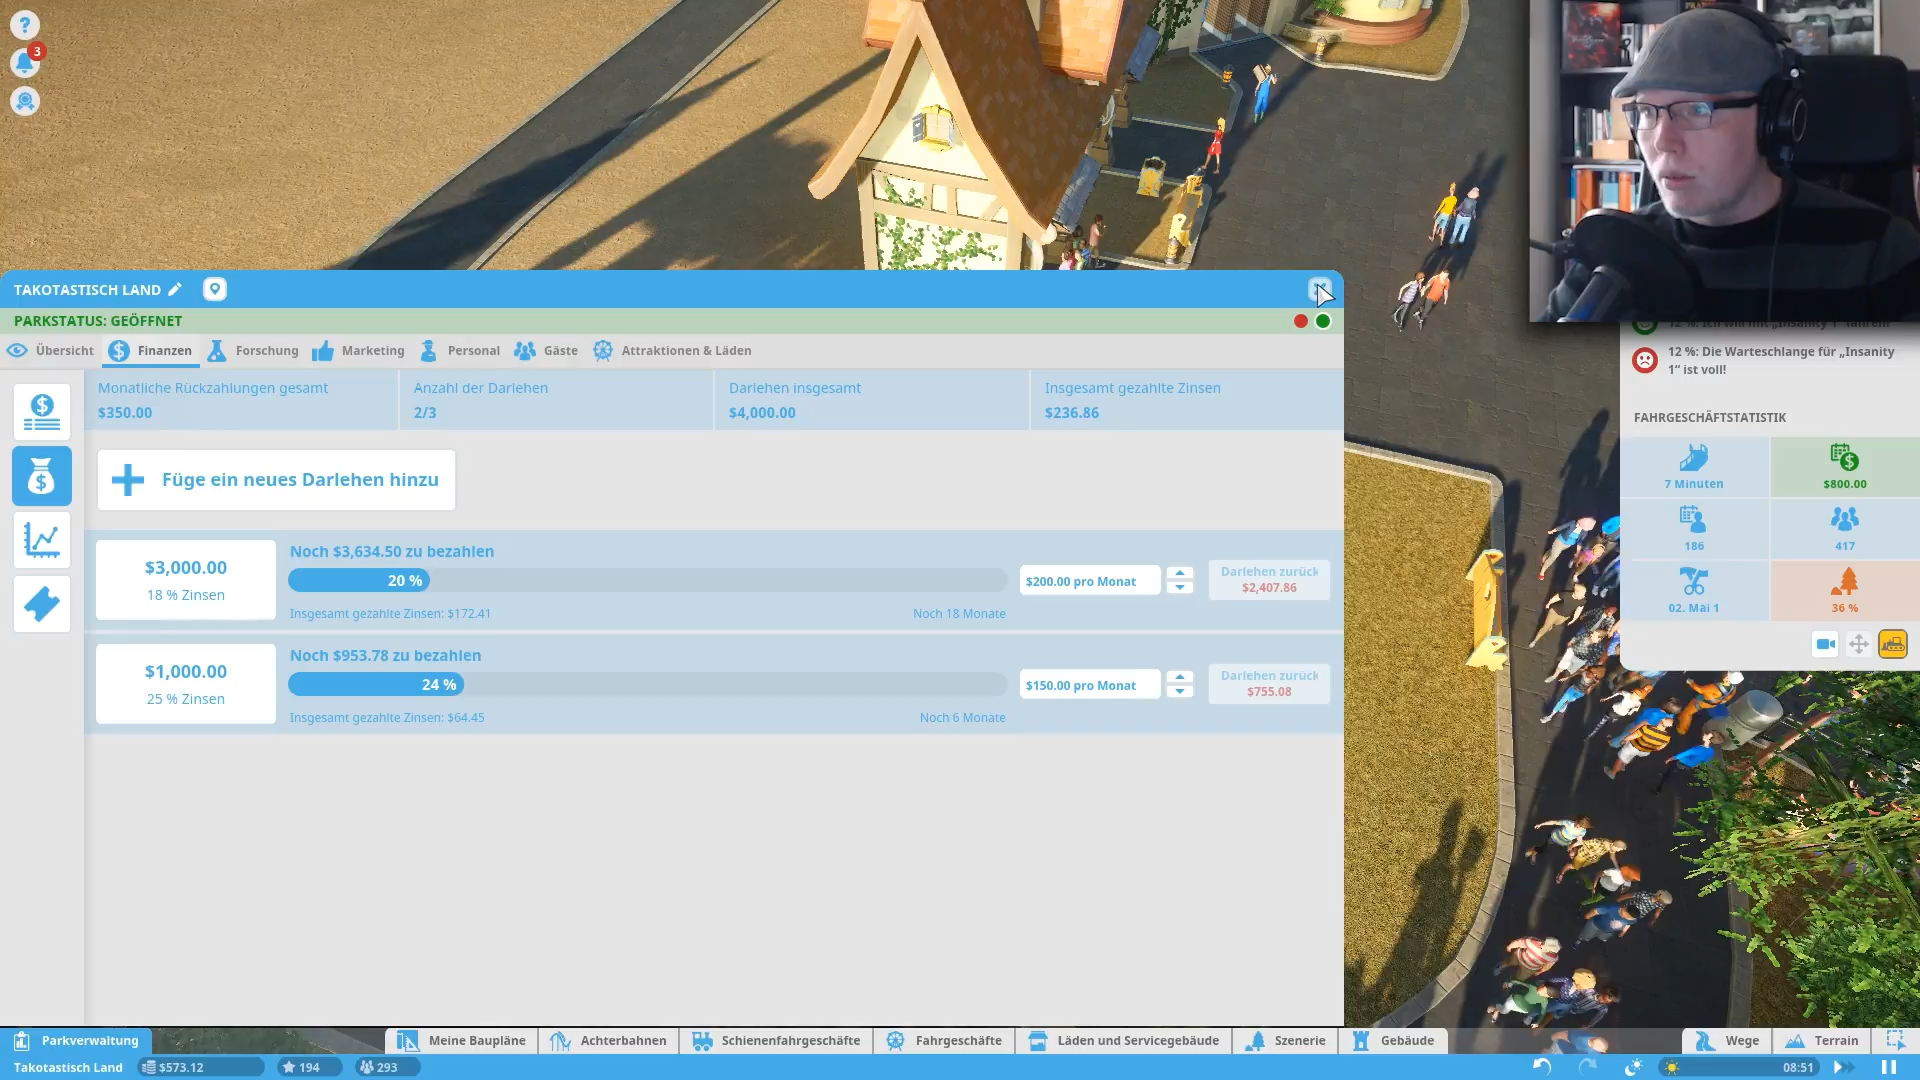 ?
3
TAKOTASTISCH LAND
PARKSTATUS: GEÖFFNET
Übersicht
Finanzen
Forschung
Marketing
Personal
Gäste
Attraktionen & Läden
Monatliche Rückzahlungen gesamt
$350.00
Anzahl der Darlehen
2/3
Darlehen insgesamt
$4,000.00
Insgesamt gezahlte Zinsen
$236.86
Füge ein neues Darlehen hinzu
$3,000.00
18 % Zinsen
Noch $3,634.50 zu bezahlen
20 %
Insgesamt gezahlte Zinsen: $172.41
Noch 18 Monate
$200.00 pro Monat
Darlehen zurück
$2,407.86
$1,000.00
25 % Zinsen
Noch $953.78 zu bezahlen
24 %
Insgesamt gezahlte Zinsen: $64.45
Noch 6 Monate
$150.00 pro Monat
Darlehen zurück
$755.08
12 %: Ich will mit „Insanity 1“ fahren!
12 %: Die Warteschlange für „Insanity
1“ ist voll!
FAHRGESCHÄFTSTATISTIK
7 Minuten
$800.00
186
417
02. Mai 1
36 %
Parkverwaltung
Meine Baupläne
Achterbahnen
Schienenfahrgeschäfte
Fahrgeschäfte
Läden und Servicegebäude
Szenerie
Gebäude
Wege
Terrain
Takotastisch Land
$573.12
194
293
08:51